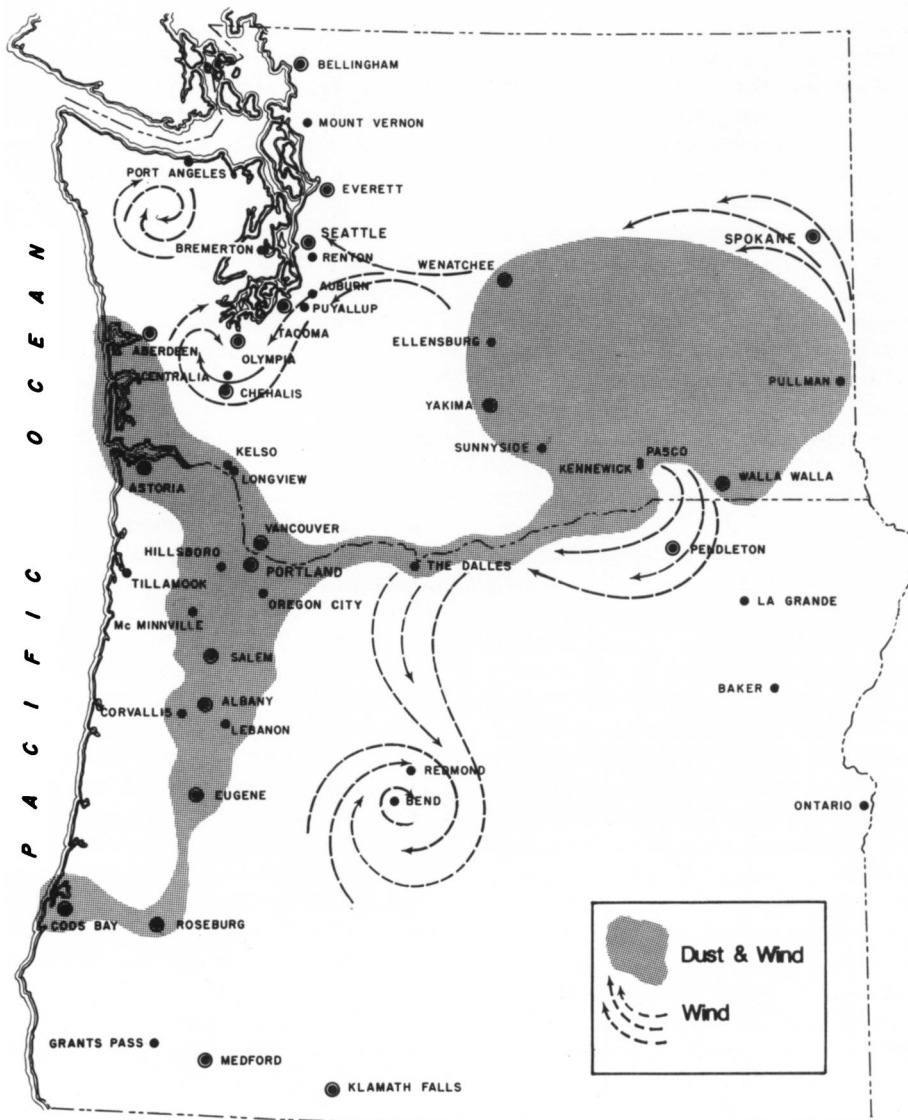 BELLINGHAM
MOUNT VERNON
PORT ANGELES
EVERETT
SEATTLE
BREMERTON
RENTON
SPOKANE
WENATCHEE
AUBURN
PUYALLUP
TACOMA
ABERDEEN
OLYMPIA
ELLENSBURG
CENTRALIA
CHEHALIS
PULLMAN
YAKIMA
SUNNYSIDE
PASCO
KELSO
KENNEWICK
LONGVIEW
WALLA WALLA
ASTORIA
VANCOUVER
HILLSBORO
PENDLETON
PORTLAND
THE DALLES
TILLAMOOK
OREGON CITY
LA GRANDE
Mc MINNVILLE
SALEM
BAKER
ALBANY
CORVALLIS
LEBANON
REDMOND
EUGENE
BEND
ONTARIO
PACIFIC OCEAN
COOS BAY
ROSEBURG
Dust & Wind
Wind
GRANTS PASS
MEDFORD
KLAMATH FALLS